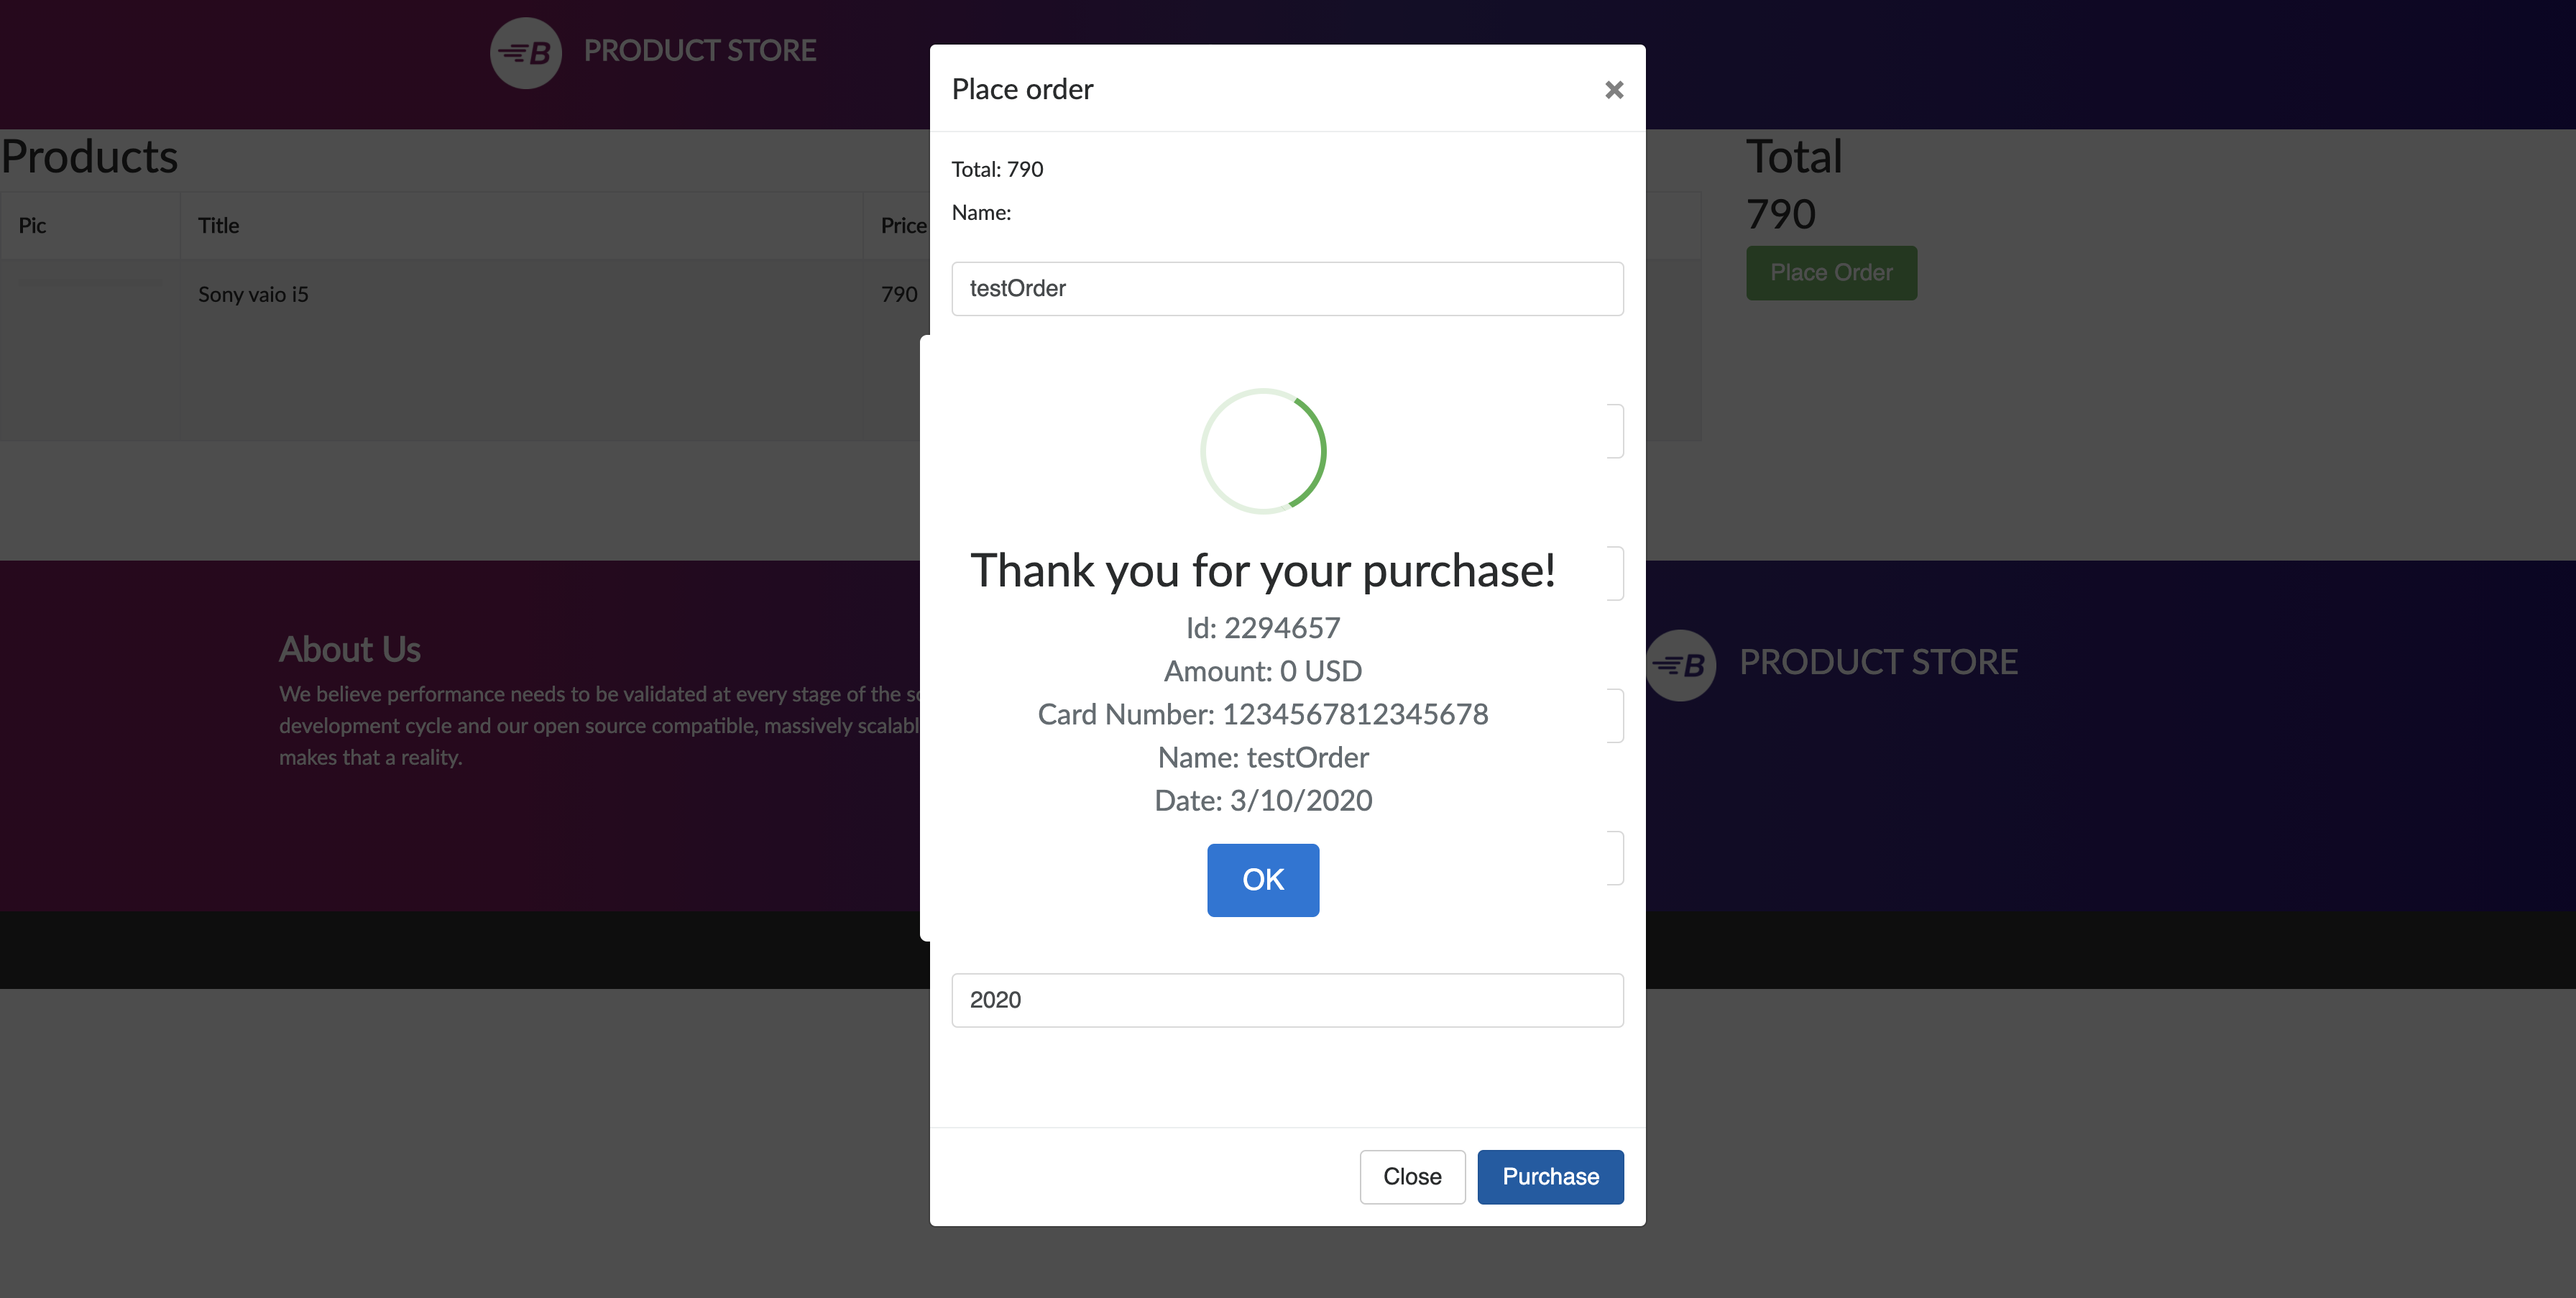 B PRODUCT STORE
Place order ×
Total: 790
Name:
testOrder
Products
Pic Title Price
Sony vaio i5 790
Total
790
Place Order
Thank you for your purchase!
Id: 2294657
Amount: 0 USD
Card Number: 1234567812345678
Name: testOrder
Date: 3/10/2020
OK
2020
Close Purchase
About Us
We believe performance needs to be validated at every stage of the
development cycle and our open source compatible, massively
makes that a reality.
B PRODUCT STORE